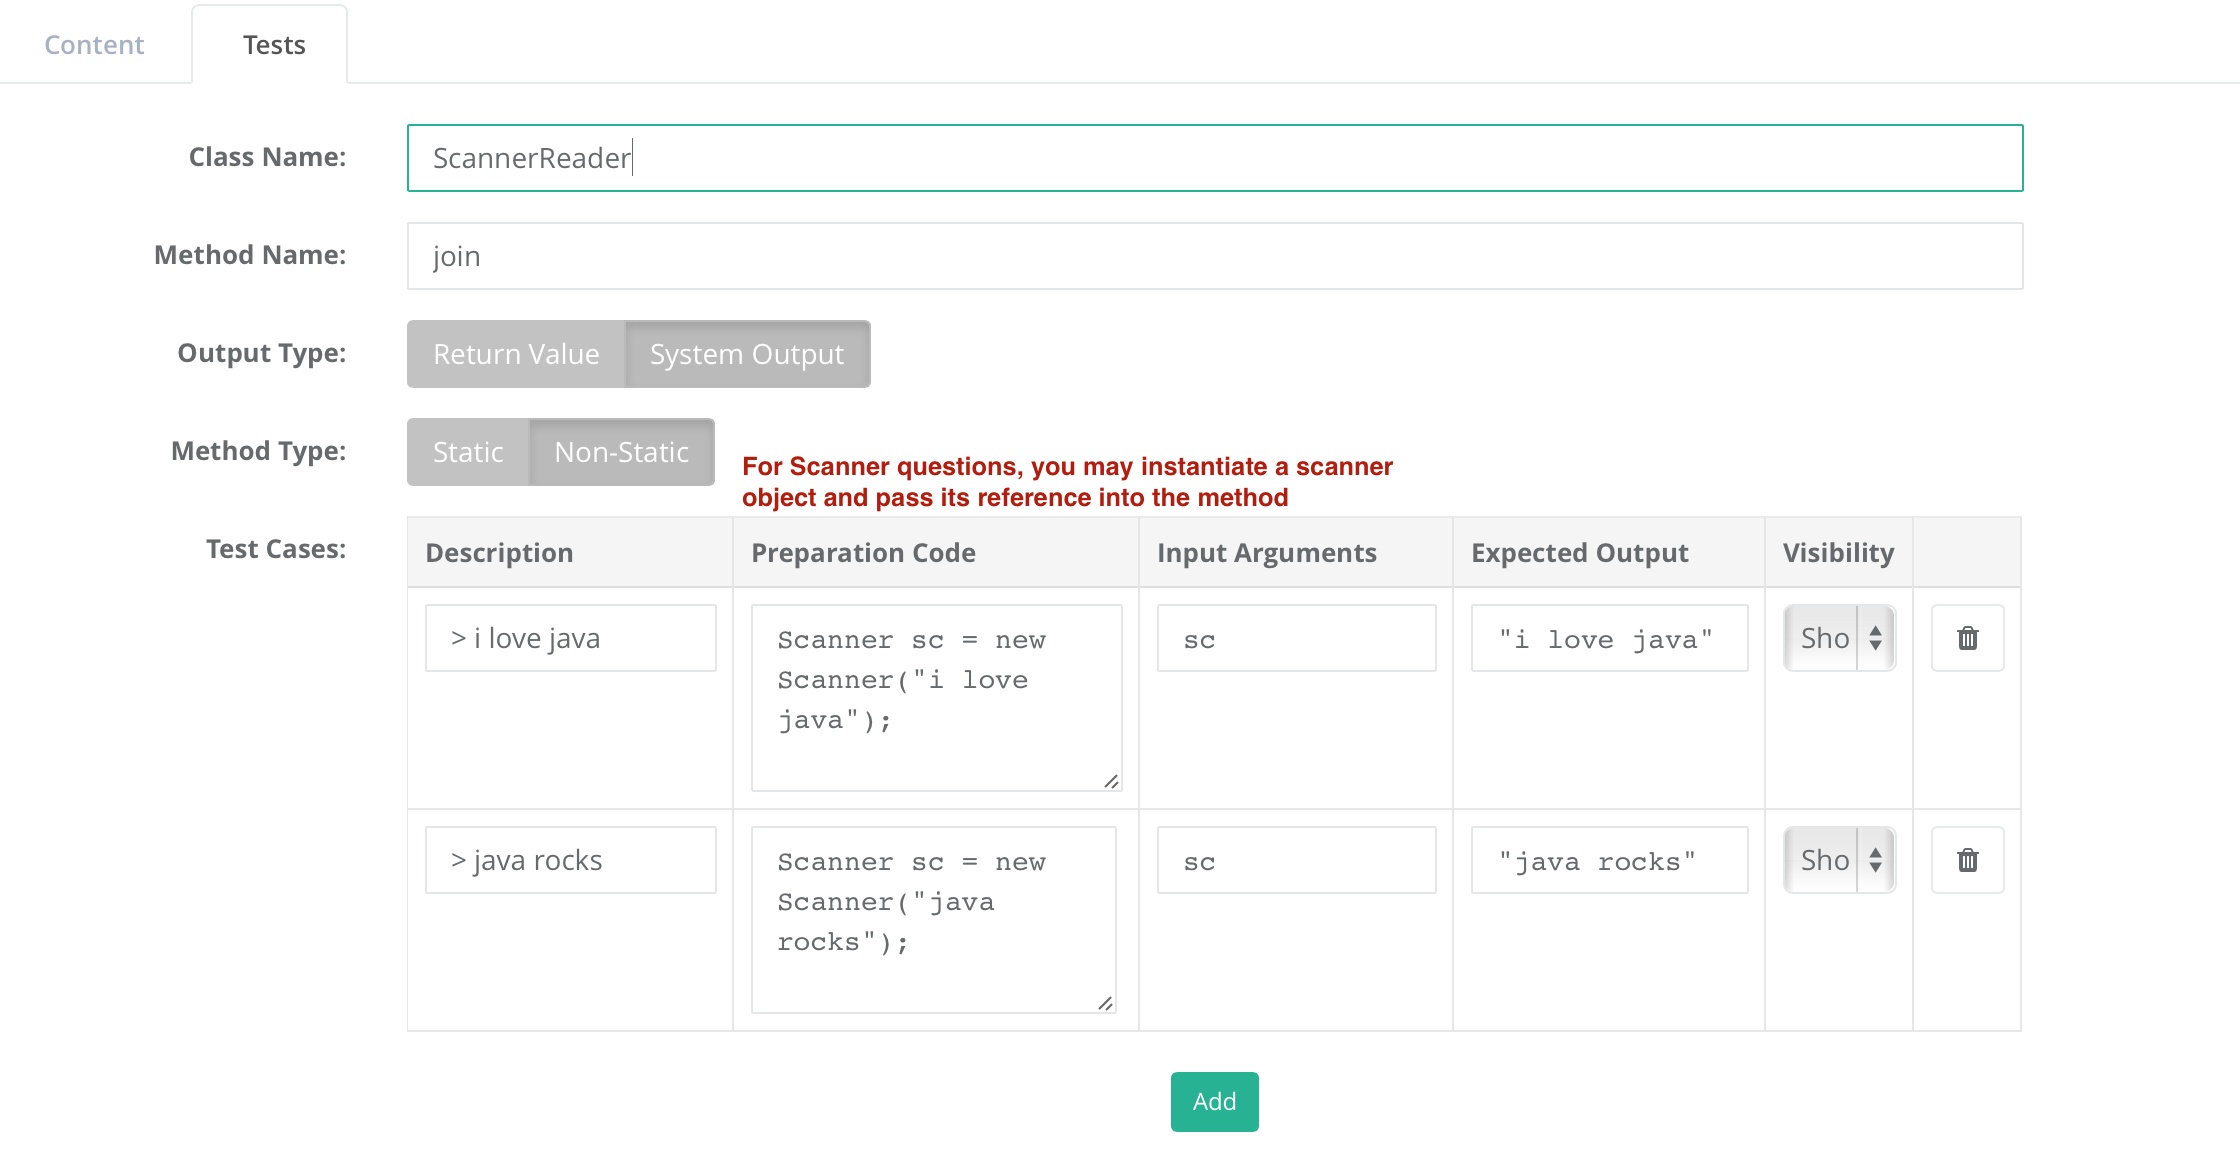 Content
Tests
Class Name:
ScannerReader
Method Name:
join
Output Type:
Return Value
System Output
Method Type:
Static
Non-Static
For Scanner questions, you may instantiate a scanner
object and pass its reference into the method
Test Cases:
Description
Preparation Code
Input Arguments
Expected Output
Visibility
> i love java
Scanner sc = new
Scanner("i love
java");
sc
"i love java"
Sho
> java rocks
Scanner sc = new
Scanner("java
rocks");
sc
"java rocks"
Sho
Add